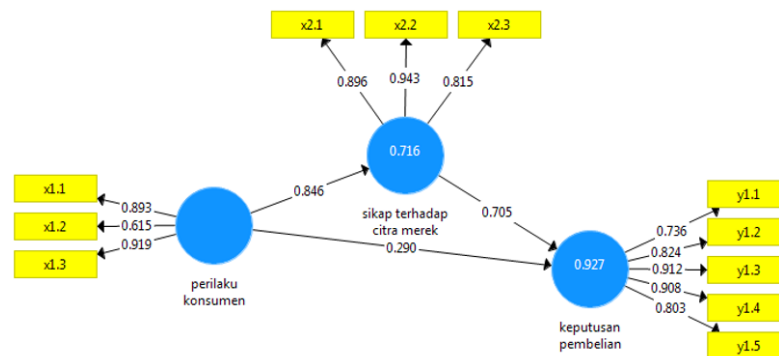 x2.1
x2.2
x2.3
0.896
0.943
0.815
0.716
sikap terhadap
citra merek
x1.1
x1.2
x1.3
0.893
0.615
0.919
perilaku
konsumen
0.846
0.290
0.705
0.927
keputusan
pembelian
0.736
0.824
0.912
0.908
0.803
y1.1
y1.2
y1.3
y1.4
y1.5